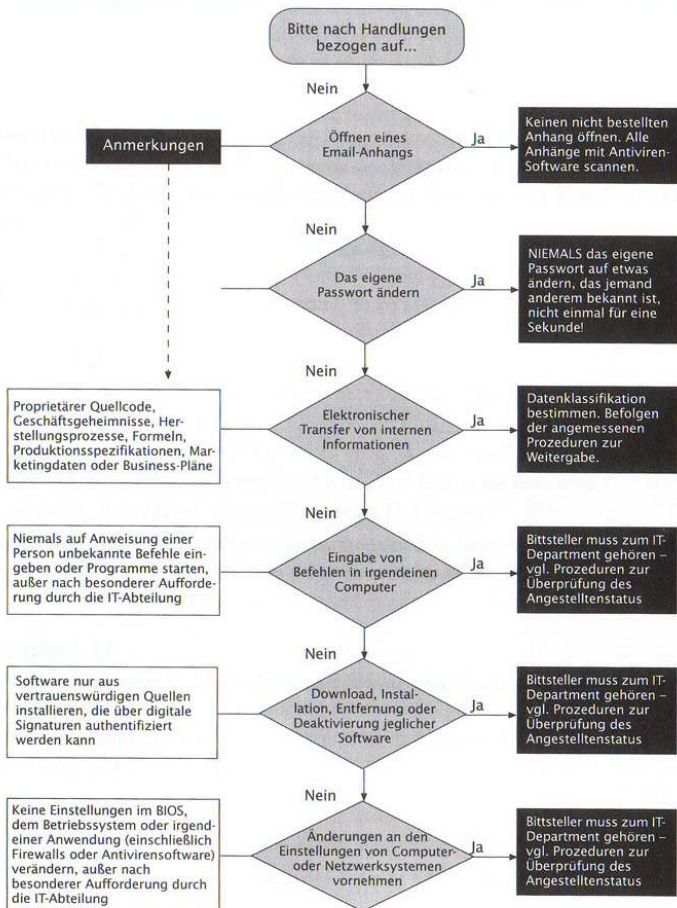 Bitte nach Handlungen
bezogen auf...
Nein
Anmerkungen
Öffnen eines
Email-Anhangs
Ja
Keinen nicht bestellten
Anhang öffnen. Alle
Anhänge mit Antiviren-
Software scannen.
Nein
Das eigene
Passwort ändern
Ja
NIEMALS das eigene
Passwort auf etwas
ändern, das jemand
anderem bekannt ist,
nicht einmal für eine
Sekunde!
Nein
Proprietärer Quellcode,
Geschäftsgeheimnisse, Her-
stellungsprozesse, Formeln,
Produktionsspezifikationen, Mar-
ketingdaten oder Business-Pläne
Elektronischer
Transfer von internen
Informationen
Ja
Datenklassifikation
bestimmen. Befolgen
der angemessenen
Prozeduren zur
Weitergabe.
Nein
Niemals auf Anweisung einer
Person unbekannte Befehle ein-
geben oder Programme starten,
außer nach besonderer Aufforde-
rung durch die IT-Abteilung
Eingabe von
Befehlen in irgendeinen
Computer
Ja
Bittsteller muss zum IT-
Department gehören –
vgl. Prozeduren zur
Überprüfung des
Angestelltenstatus
Nein
Software nur aus
vertrauenswürdigen Quellen
installieren, die über digitale
Signaturen authentifiziert
werden kann
Download, Instal-
lation, Entfernung oder
Deaktivierung jeglicher
Software
Ja
Bittsteller muss zum IT-
Department gehören –
vgl. Prozeduren zur
Überprüfung des
Angestelltenstatus
Nein
Keine Einstellungen im BIOS,
dem Betriebssystem oder irgend-
einer Anwendung (einschließlich
Firewalls oder Antivirensoftware)
verändern, außer nach
besonderer Aufforderung durch
die IT-Abteilung
Änderungen an den
Einstellungen von Computer-
oder Netzwerksystemen
vornehmen
Ja
Bittsteller muss zum IT-
Department gehören –
vgl. Prozeduren zur
Überprüfung des
Angestelltenstatus